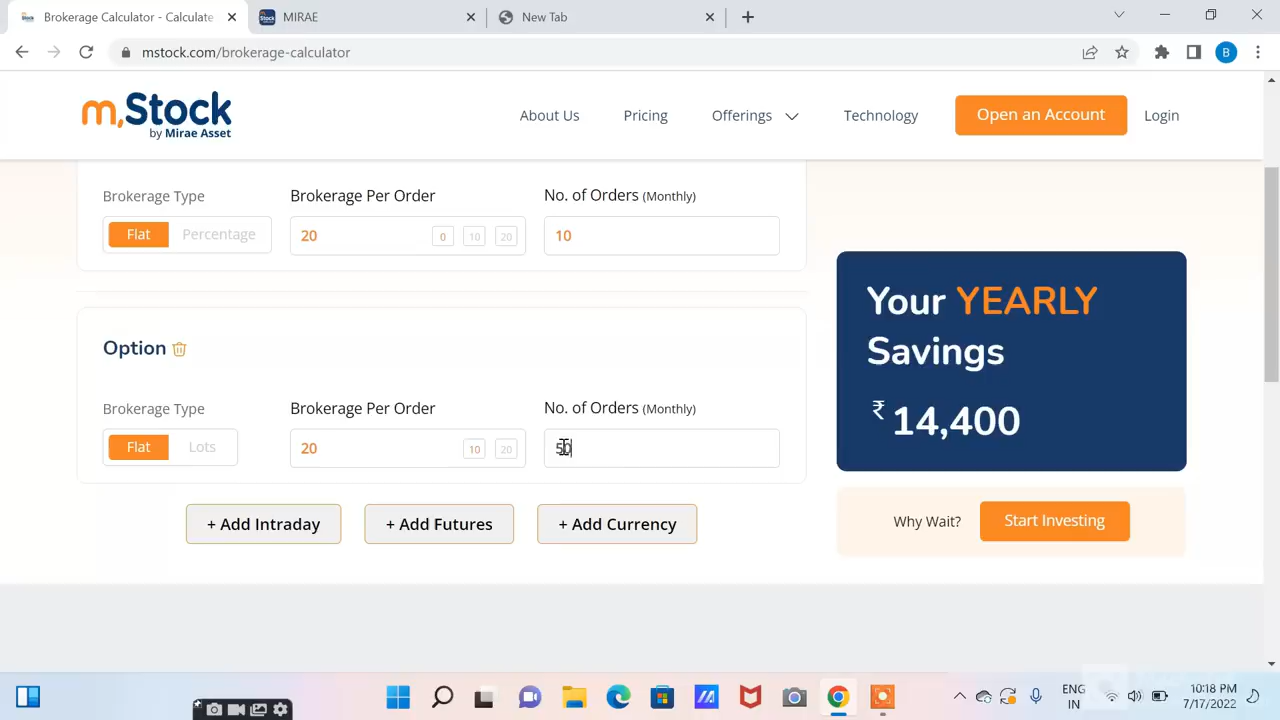 Brokerage Calculator - Calculate
MIRAE
New Tab
mstock.com/brokerage-calculator
B
m.Stock
by Mirae Asset
About Us
Pricing
Offerings
Technology
Open an Account
Login
Brokerage Type
Brokerage Per Order
No. of Orders (Monthly)
Flat
Percentage
20
0
10
20
10
Option
Brokerage Type
Brokerage Per Order
No. of Orders (Monthly)
Flat
Lots
20
10
20
50
+ Add Intraday
+ Add Futures
+ Add Currency
Your YEARLY
Savings
₹ 14,400
Why Wait?
Start Investing
ENG
IN
10:18 PM
7/17/2022